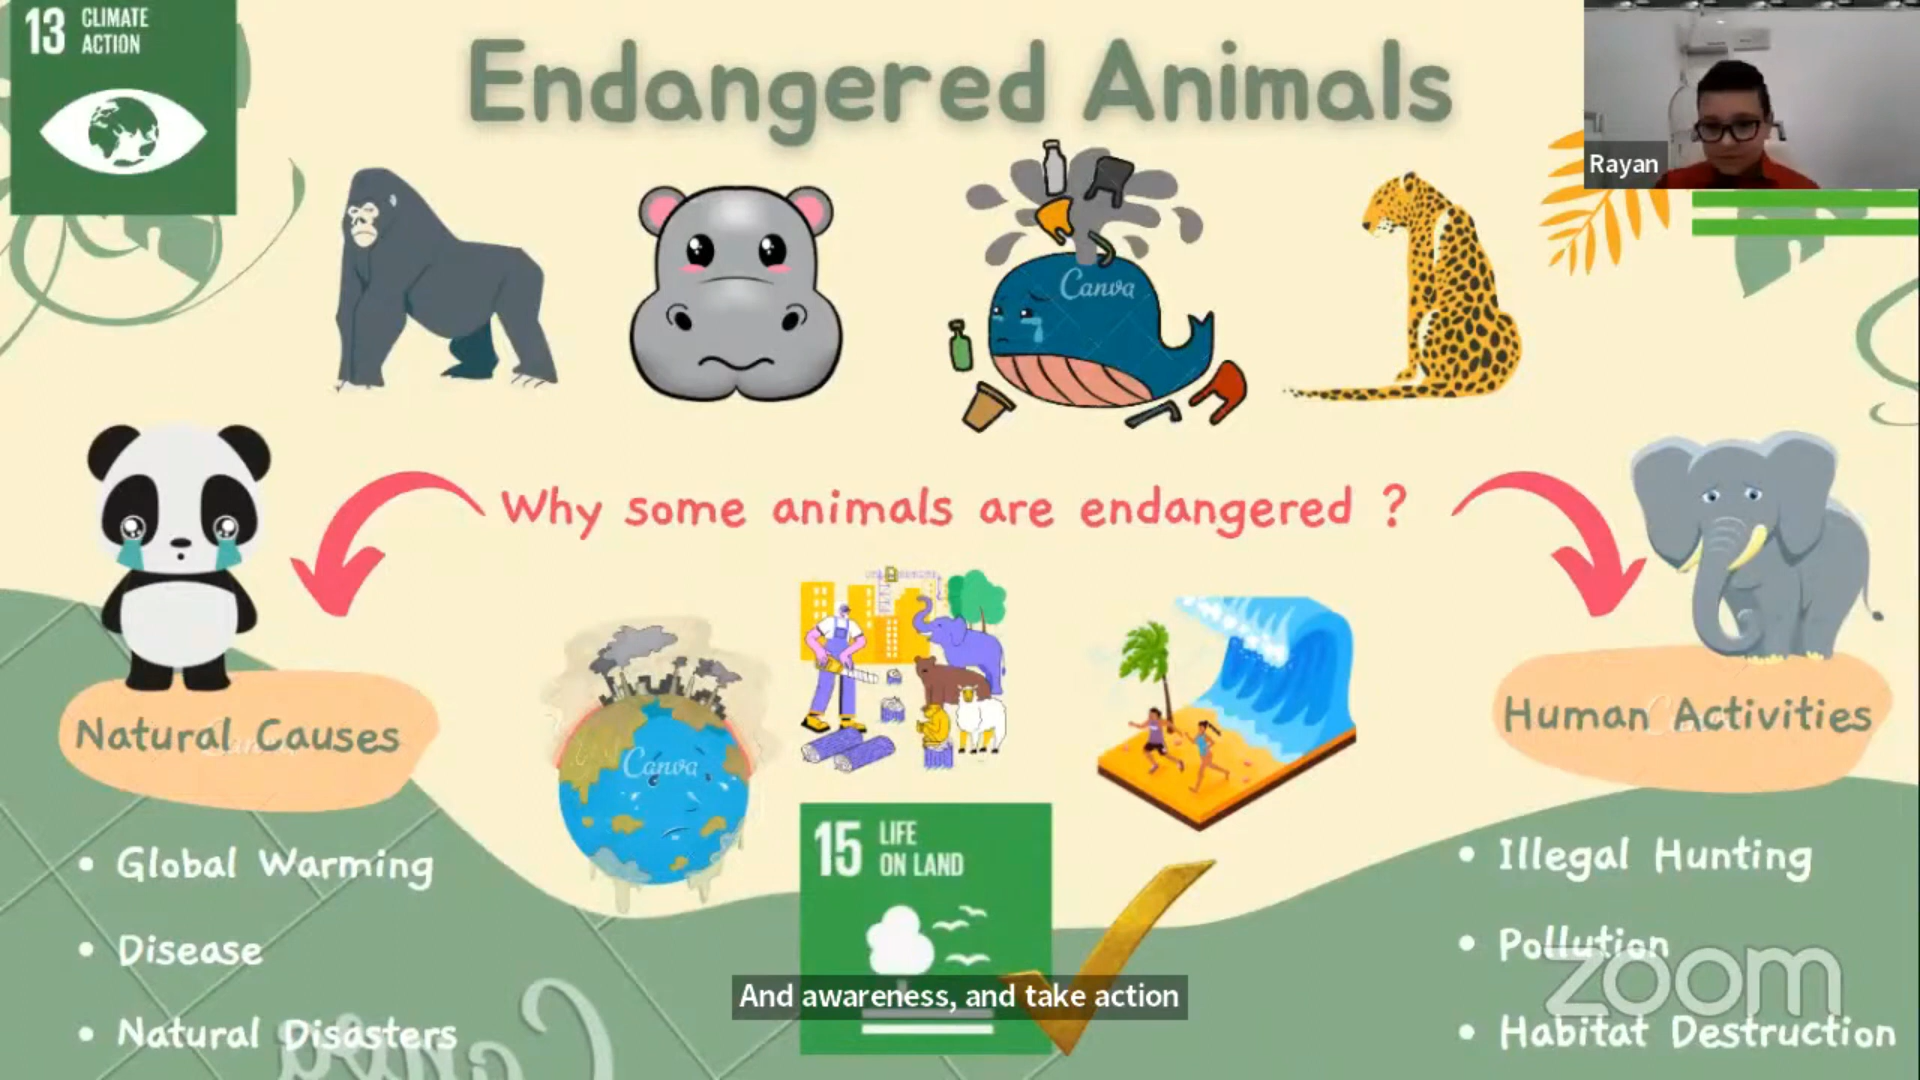 13 CLIMATE
ACTION
Endangered Animals
Rayan
Canva
Why some animals are endangered ?
Natural Causes
Human Activities
Canva
• Global Warming
• Disease
• Natural Disasters
15 LIFE
ON LAND
• Illegal Hunting
• Pollution
• Habitat Destruction
zoom
And awareness, and take action
Canva